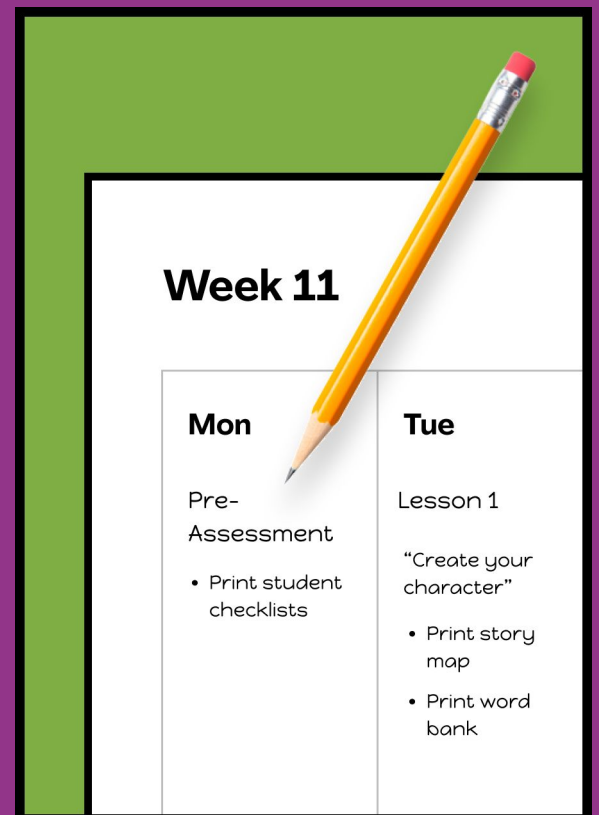 Week 11
Mon
Pre-
Assessment
• Print student
checklists
Tue
Lesson 1
“Create your
character”
• Print story
map
• Print word
bank